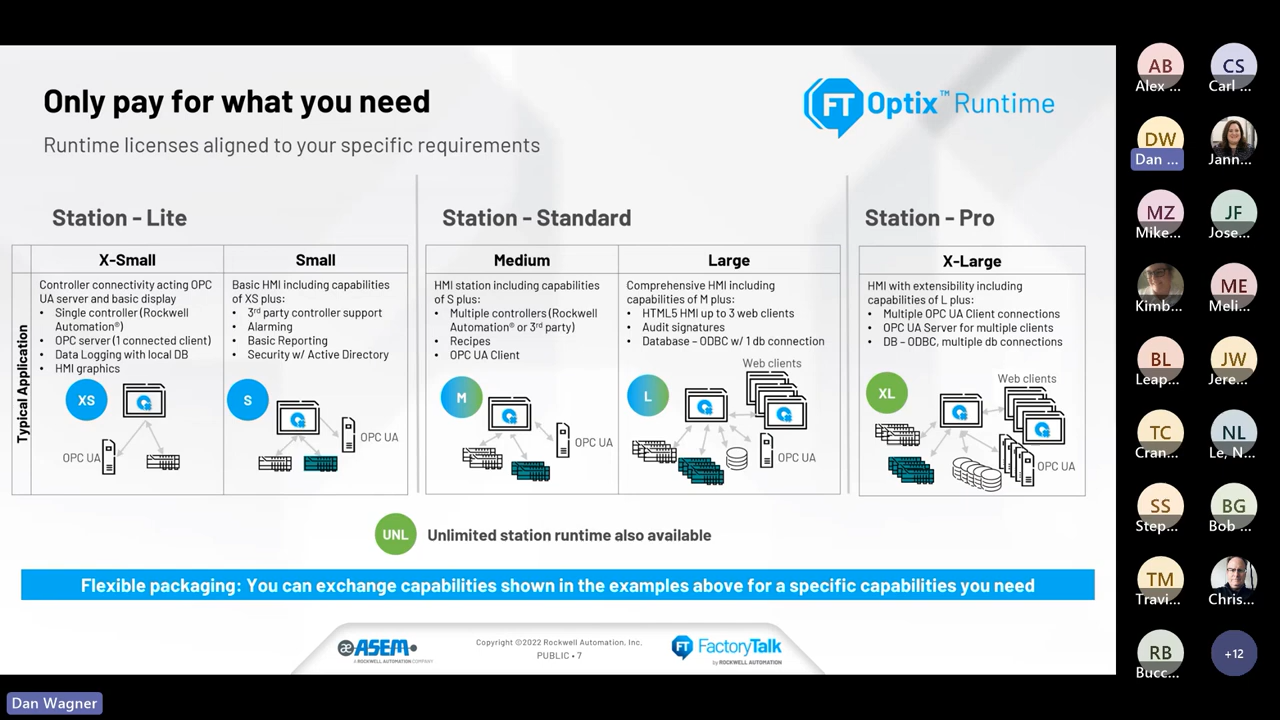 Only pay for what you need
Runtime licenses aligned to your specific requirements
FT Optix™ Runtime
Station - Lite
Station - Standard
Station - Pro
Typical Application
X-Small
Controller connectivity acting OPC
UA server and basic display
• Single controller (Rockwell
Automation®)
• OPC server (1 connected client)
• Data Logging with local DB
• HMI graphics
XS
OPC UA
Small
Basic HMI including capabilities
of XS plus:
• 3rd party controller support
• Alarming
• Basic Reporting
• Security w/ Active Directory
S
OPC UA
Medium
HMI station including capabilities
of S plus:
• Multiple controllers (Rockwell
Automation® or 3rd party)
• Recipes
• OPC UA Client
M
OPC UA
Large
Comprehensive HMI including
capabilities of M plus:
• HTML5 HMI up to 3 web clients
• Audit signatures
• Database – ODBC w/ 1 db connection
Web clients
L
OPC UA
X-Large
HMI with extensibility including
capabilities of L plus:
• Multiple OPC UA Client connections
• OPC UA Server for multiple clients
• DB – ODBC, multiple db connections
Web clients
XL
OPC UA
UNL
Unlimited station runtime also available
Flexible packaging: You can exchange capabilities shown in the examples above for a specific capabilities you need
æ ASEM
A ROCKWELL AUTOMATION COMPANY
Copyright ©2022 Rockwell Automation, Inc.
PUBLIC • 7
FT FactoryTalk
by ROCKWELL AUTOMATION
Dan Wagner
AB
Alex ...
CS
Carl ...
DW
Dan ...
Jann...
MZ
Mike...
JF
Jose...
Kimb...
ME
Meli...
BL
Leap...
JW
Jere...
TC
Cran...
NL
Le, N...
SS
Step...
BG
Bob ...
TM
Travi...
Chris...
RB
Bucc...
+12